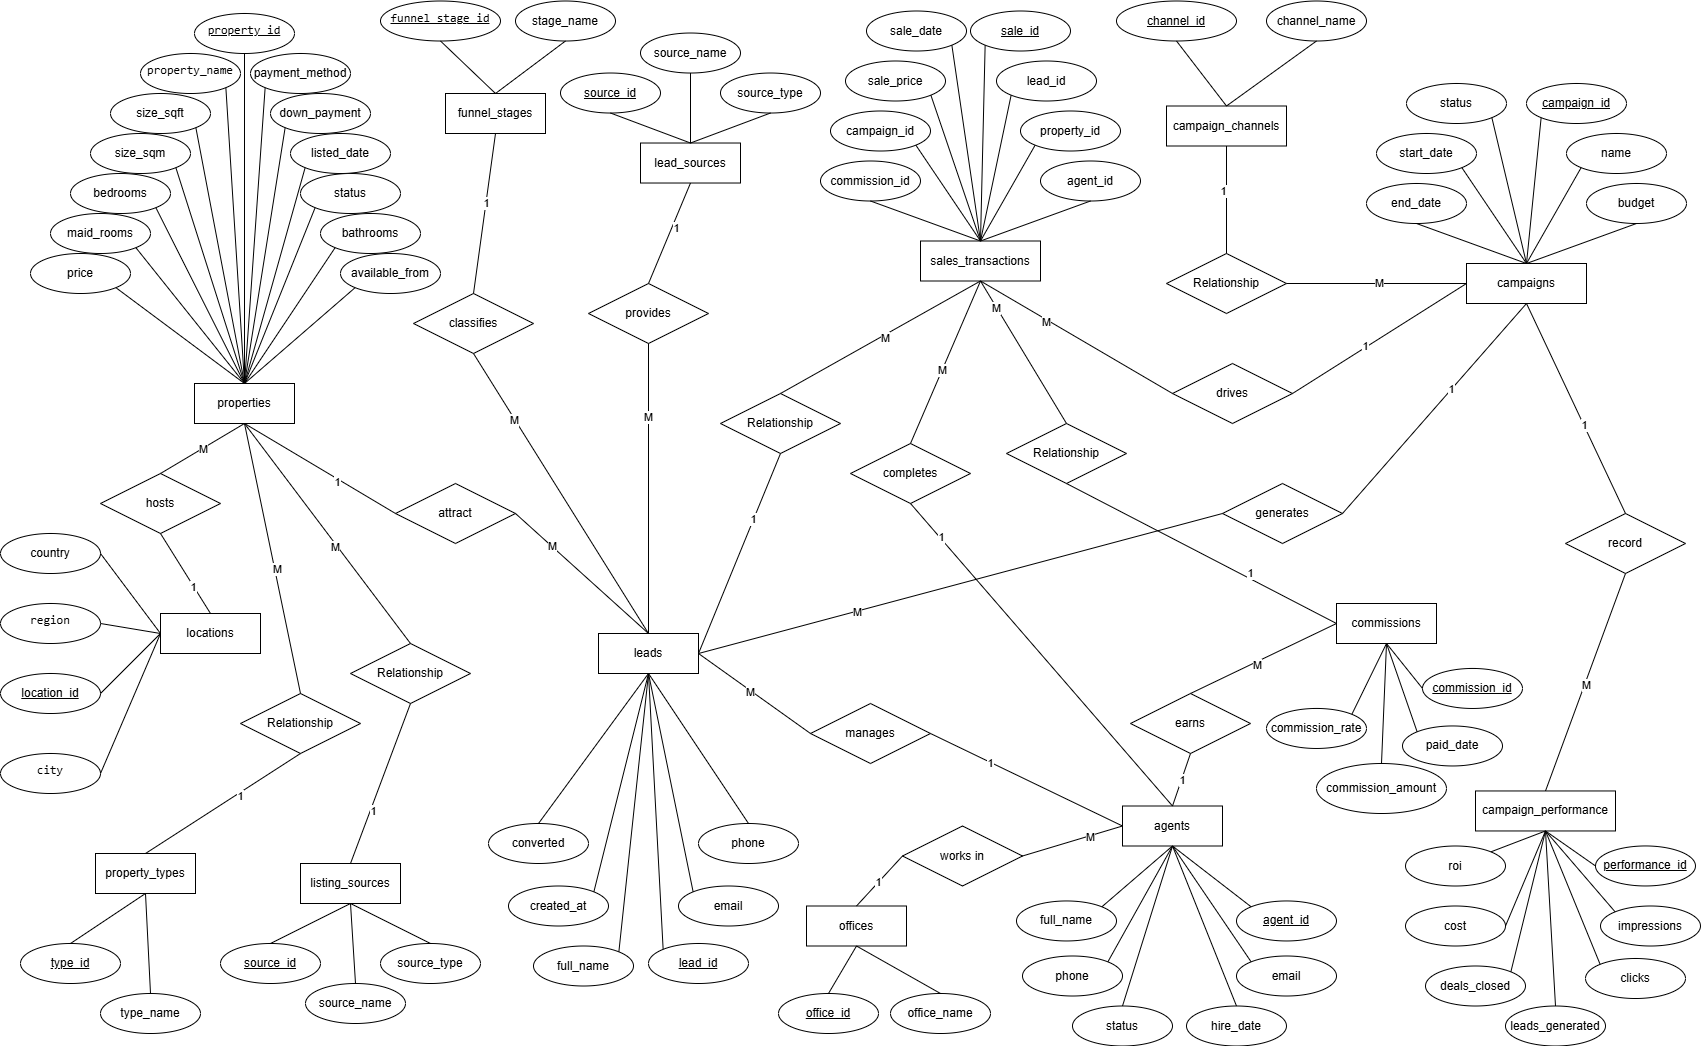 funnel_stage_id
stage_name
sale_date
sale_id
channel_id
channel_name
property_id
source_name
property_name
payment_method
sale_price
lead_id
source_id
source_type
status
campaign_id
size_sqft
down_payment
funnel_stages
campaign_channels
campaign_id
property_id
size_sqm
listed_date
lead_sources
start_date
name
commission_id
agent_id
bedrooms
status
1
1
end_date
budget
maid_rooms
bathrooms
1
sales_transactions
price
available_from
Relationship
M
campaigns
classifies
provides
M
M
M
M
1
M
drives
1
properties
M
M
Relationship
1
M
1
Relationship
completes
hosts
attract
generates
1
country
M
M
1
record
M
1
1
locations
region
M
leads
commissions
Relationship
M
M
location_id
M
commission_id
Relationship
manages
earns
commission_rate
paid_date
city
1
1
1
1
commission_amount
campaign_performance
agents
converted
phone
M
works in
roi
performance_id
property_types
listing_sources
1
created_at
email
offices
full_name
agent_id
cost
impressions
type_id
source_id
source_type
full_name
lead_id
phone
email
deals_closed
clicks
source_name
type_name
office_id
office_name
status
hire_date
leads_generated